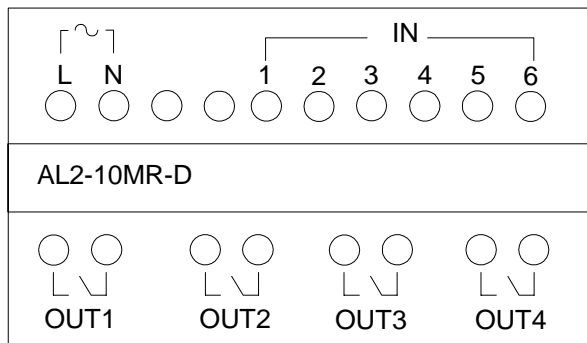 IN
L N 1 2 3 4 5 6
AL2-10MR-D
OUT1 OUT2 OUT3 OUT4